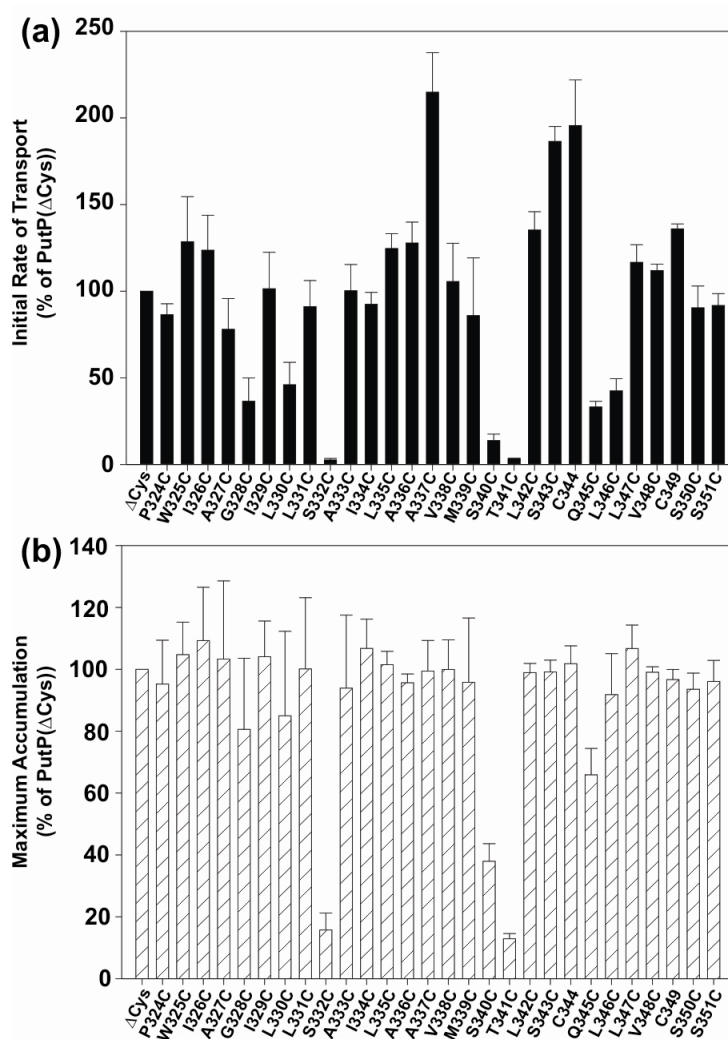 (a)
Initial Rate of Transport
(% of PutP(ΔCys))
250
200
150
100
50
0
ΔCys
P324C
W325C
I326C
A327C
G328C
I329C
L330C
L331C
S332C
A333C
I334C
L335C
A336C
A337C
V338C
M339C
S340C
T341C
L342C
S343C
C344
Q345C
L346C
L347C
V348C
C349
S350C
S351C
(b)
Maximum Accumulation
(% of PutP(ΔCys))
140
120
100
80
60
40
20
0
ΔCys
P324C
W325C
I326C
A327C
G328C
I329C
L330C
L331C
S332C
A333C
I334C
L335C
A336C
A337C
V338C
M339C
S340C
T341C
L342C
S343C
C344
Q345C
L346C
L347C
V348C
C349
S350C
S351C